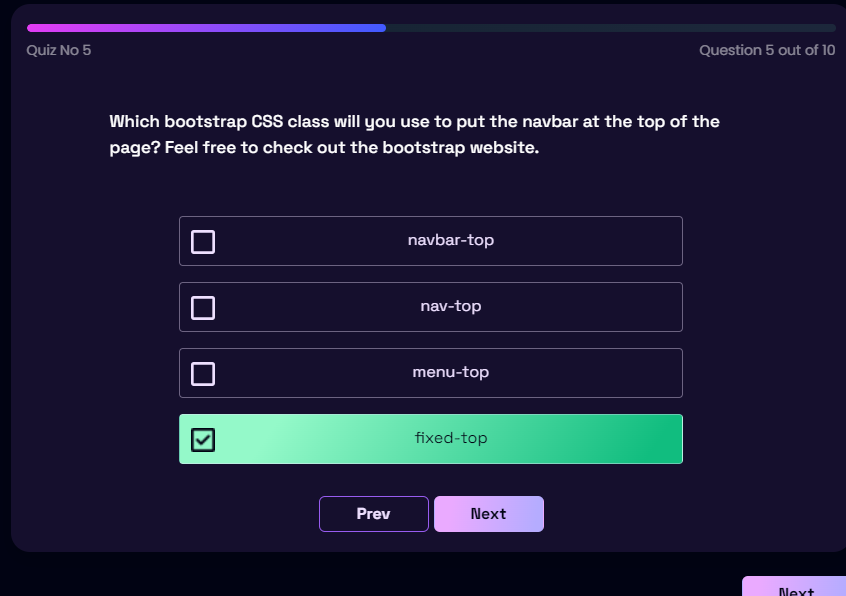 Quiz No 5
Question 5 out of 10
Which bootstrap CSS class will you use to put the navbar at the top of the
page? Feel free to check out the bootstrap website.
navbar-top
nav-top
menu-top
fixed-top
Prev
Next
Next